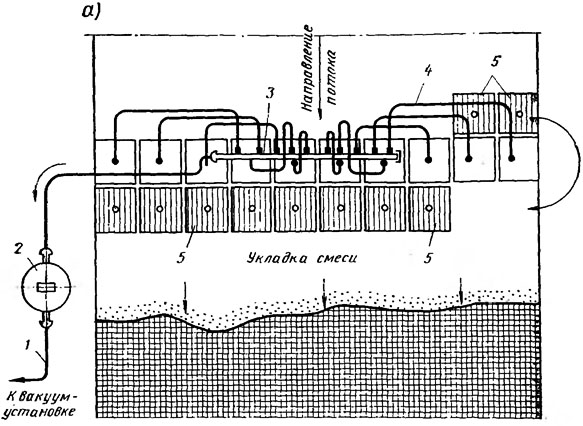 а)
Направление
потока
3
4
5
2
5
Укладка смеси
5
1
К вакуум-
установке